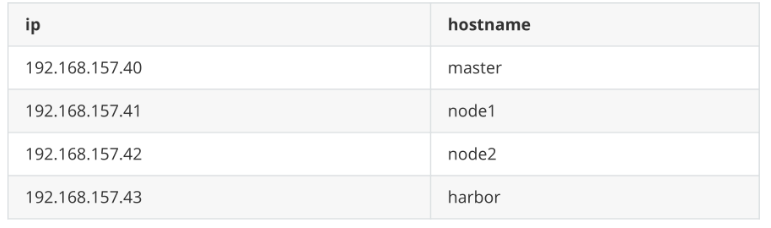 ip hostname
192.168.157.40 master
192.168.157.41 node1
192.168.157.42 node2
192.168.157.43 harbor